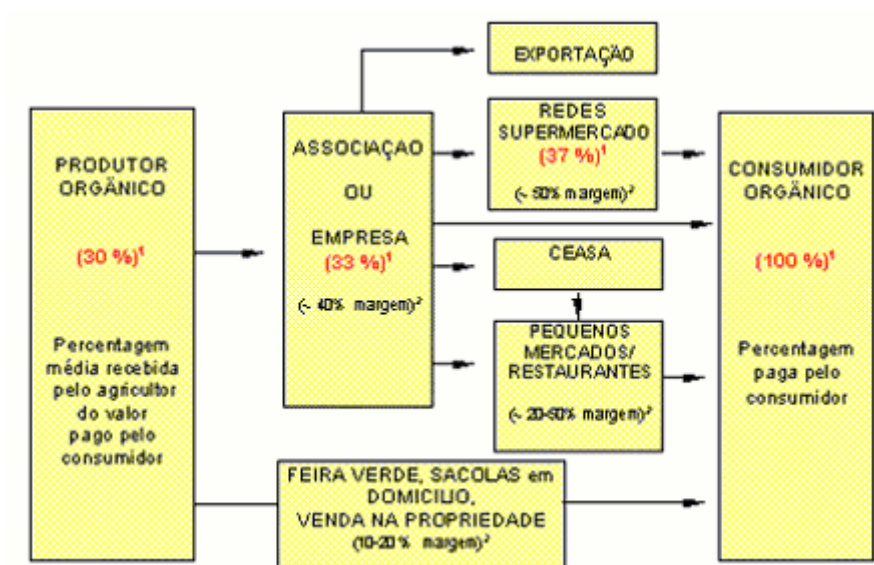 PRODUTOR
ORGÂNICO
(30 %)¹
Percentagem
média recebida
pelo agricultor
do valor
pago pelo
consumidor
ASSOCIAÇAO
OU
EMPRESA
(33 %)¹
(~ 40% margem)²
EXPORTAÇÃO
REDES
SUPERMERCADO
(37 %)¹
(~ 50% margem)²
CEASA
PEQUENOS
MERCADOS/
RESTAURANTES
(~ 20-50% margem)²
FEIRA VERDE, SACOLAS em
DOMICILIO,
VENDA NA PROPRIEDADE
(10-20 % margem)²
CONSUMIDOR
ORGÂNICO
(100 %)¹
Percentagem
paga pelo
consumidor